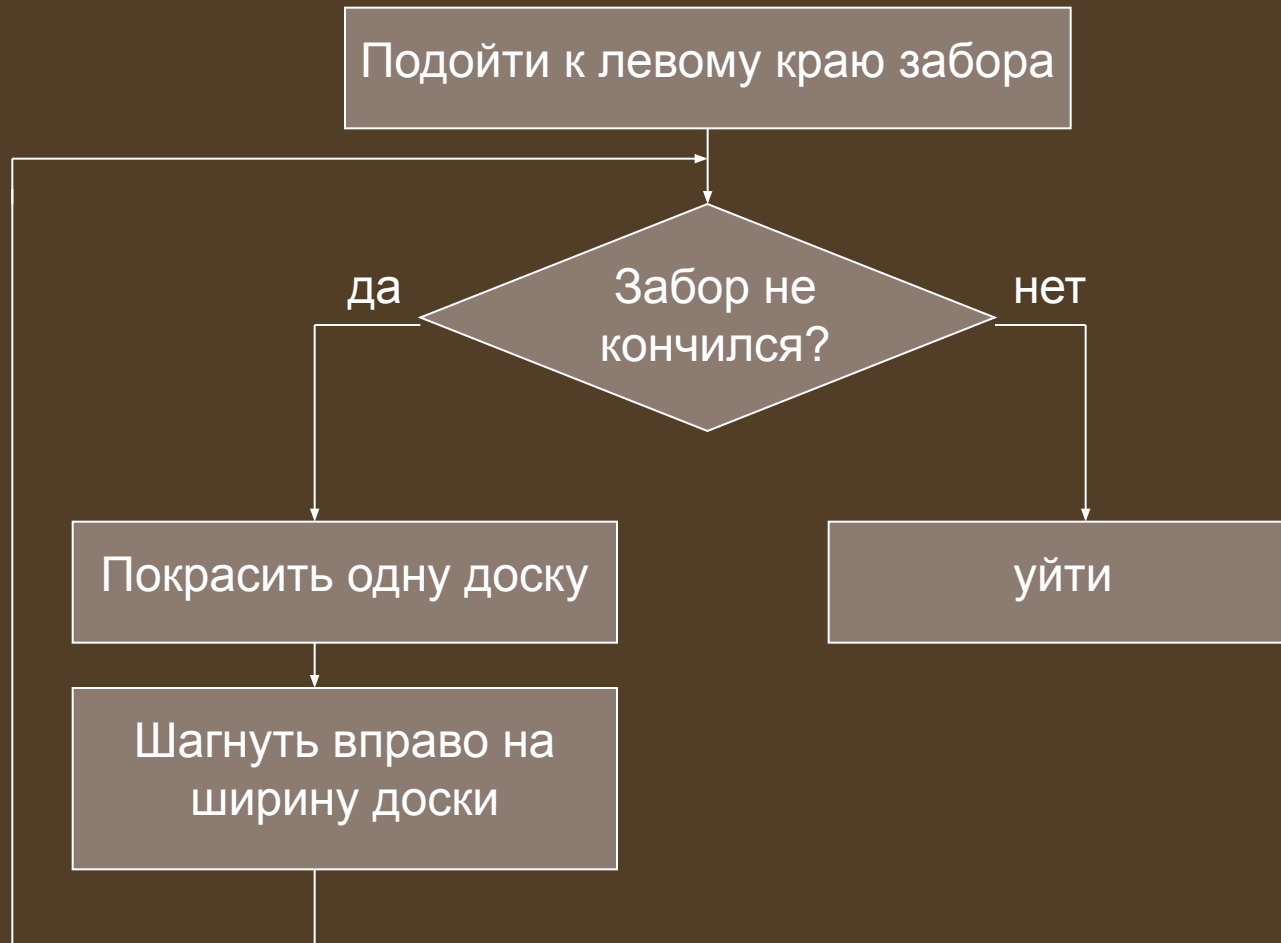 Подойти к левому краю забора
да
Забор не
кончился?
нет
Покрасить одну доску
уйти
Шагнуть вправо на
ширину доски